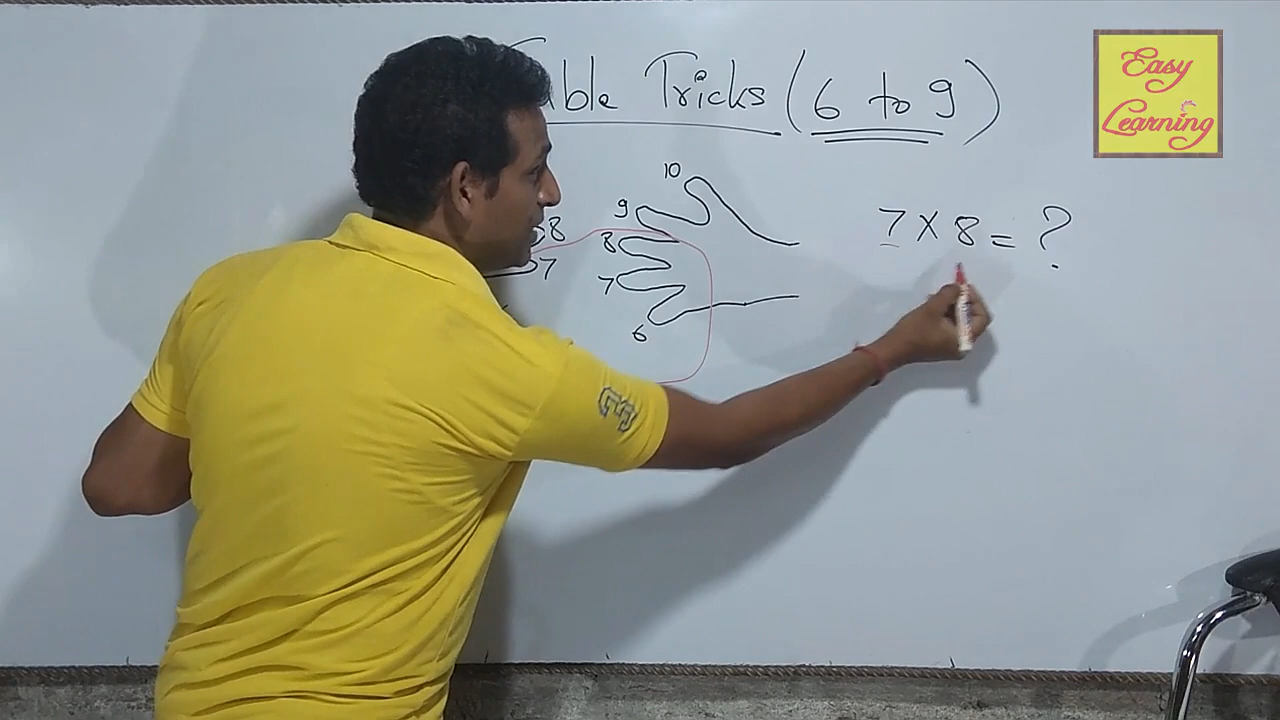 able Tricks (6 to 9)
Easy
Learning
10
9
8
8
7
7
6
7 x 8 = ?